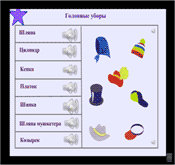 Головные уборы
Шляпа
Цилиндр
Кепка
Платок
Шапка
Шляпа мушкетера
Козырек